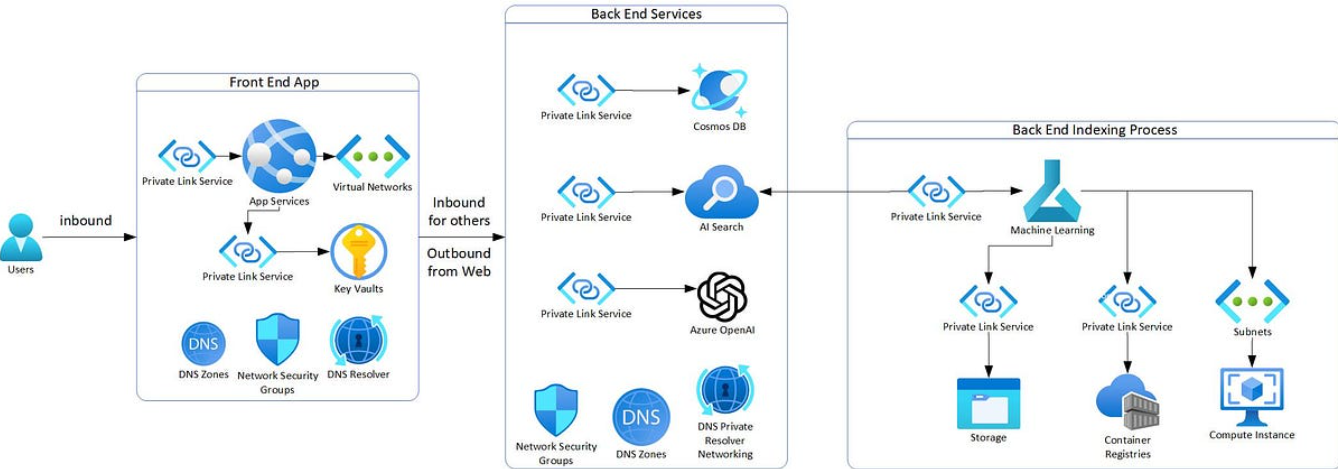 Users
inbound
Front End App
Private Link Service
App Services
Virtual Networks
Private Link Service
Key Vaults
DNS
DNS Zones
Network Security
Groups
DNS Resolver
Inbound
for others
Outbound
from Web
Back End Services
Private Link Service
Cosmos DB
Private Link Service
AI Search
Private Link Service
Azure OpenAI
Network Security
Groups
DNS
DNS Zones
DNS Private
Resolver
Networking
Back End Indexing Process
Private Link Service
Machine Learning
Private Link Service
Private Link Service
Subnets
Storage
Container
Registries
Compute Instance